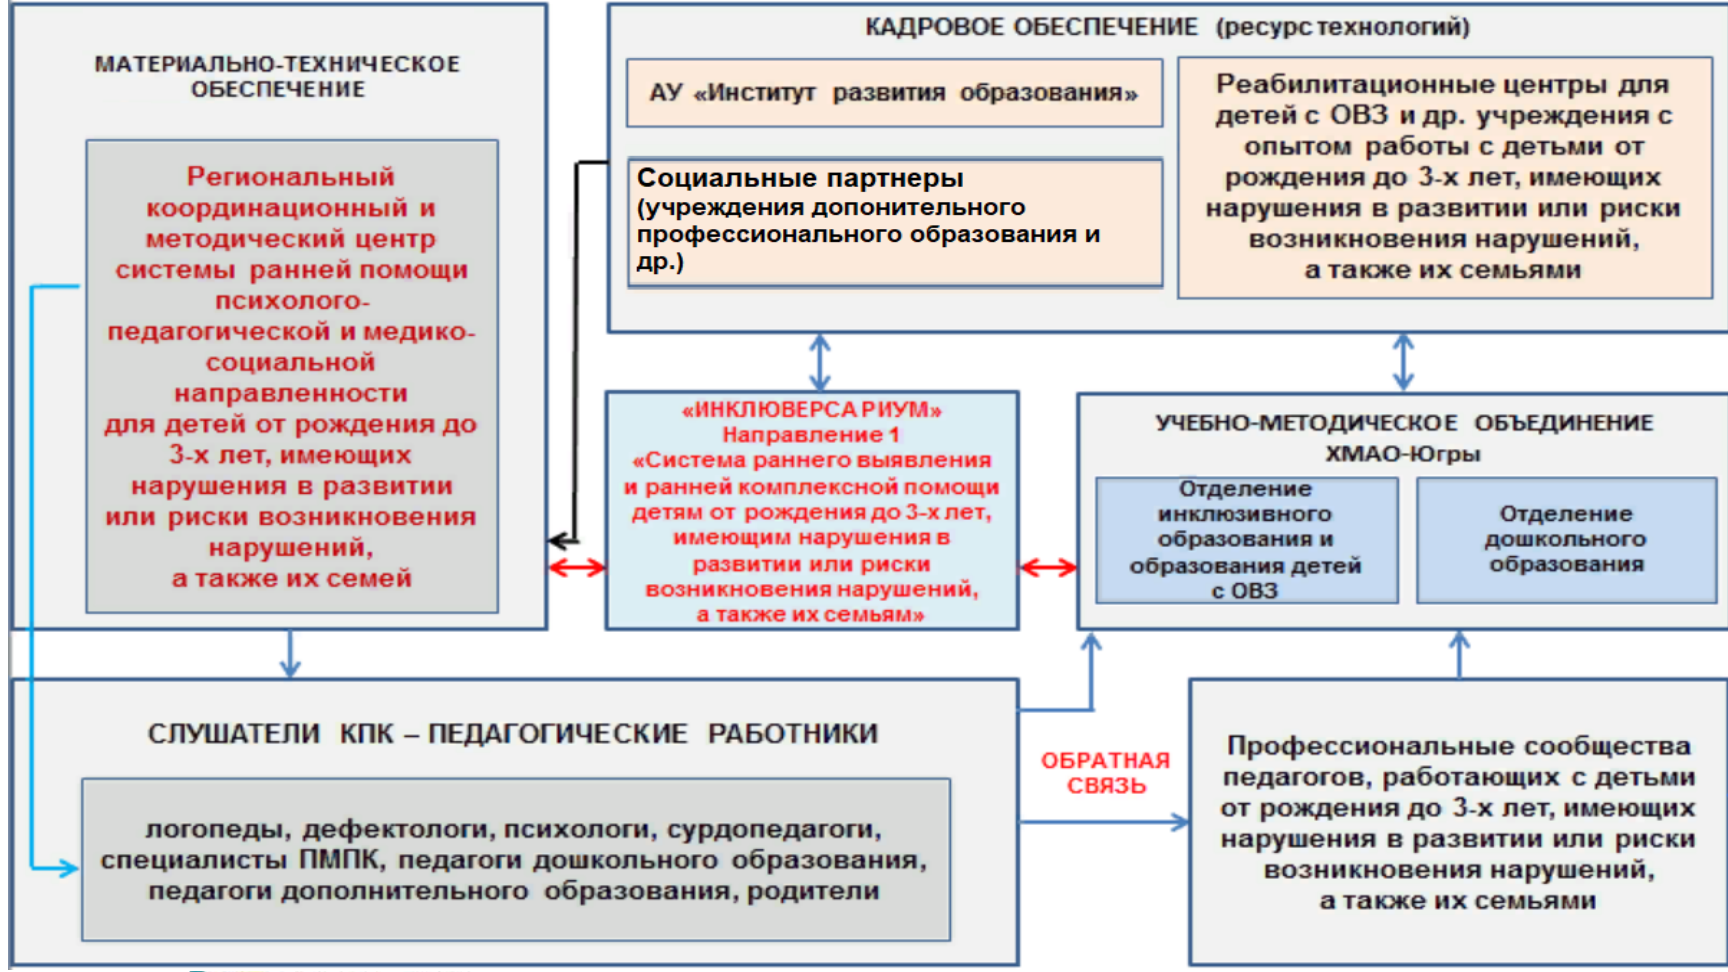 МАТЕРИАЛЬНО-ТЕХНИЧЕСКОЕ
ОБЕСПЕЧЕНИЕ
Региональный
координационный и
методический центр
системы ранней помощи
психолого-
педагогической и медико-
социальной
направленности
для детей от рождения до
3-х лет, имеющих
нарушения в развитии
или риски возникновения
нарушений,
а также их семей
КАДРОВОЕ ОБЕСПЕЧЕНИЕ (ресурс технологий)
АУ «Институт развития образования»
Социальные партнеры
(учреждения допонительного
профессионального образования и
др.)
Реабилитационные центры для
детей с ОВЗ и др. учреждения с
опытом работы с детьми от
рождения до 3-х лет, имеющих
нарушения в развитии или риски
возникновения нарушений,
а также их семьями
«ИНКЛЮВЕРСА РИУМ»
Направление 1
«Система раннего выявления
и ранней комплексной помощи
детям от рождения до 3-х лет,
имеющим нарушения в
развитии или риски
возникновения нарушений,
а также их семьям»
УЧЕБНО-МЕТОДИЧЕСКОЕ ОБЪЕДИНЕНИЕ
ХМАО-Югры
Отделение
инклюзивного
образования и
образования детей
с ОВЗ
Отделение
дошкольного
образования
СЛУШАТЕЛИ КПК – ПЕДАГОГИЧЕСКИЕ РАБОТНИКИ
логопеды, дефектологи, психологи, сурдопедагоги,
специалисты ПМПК, педагоги дошкольного образования,
педагоги дополнительного образования, родители
ОБРАТНАЯ
СВЯЗЬ
Профессиональные сообщества
педагогов, работающих с детьми
от рождения до 3-х лет, имеющих
нарушения в развитии или риски
возникновения нарушений,
а также их семьями